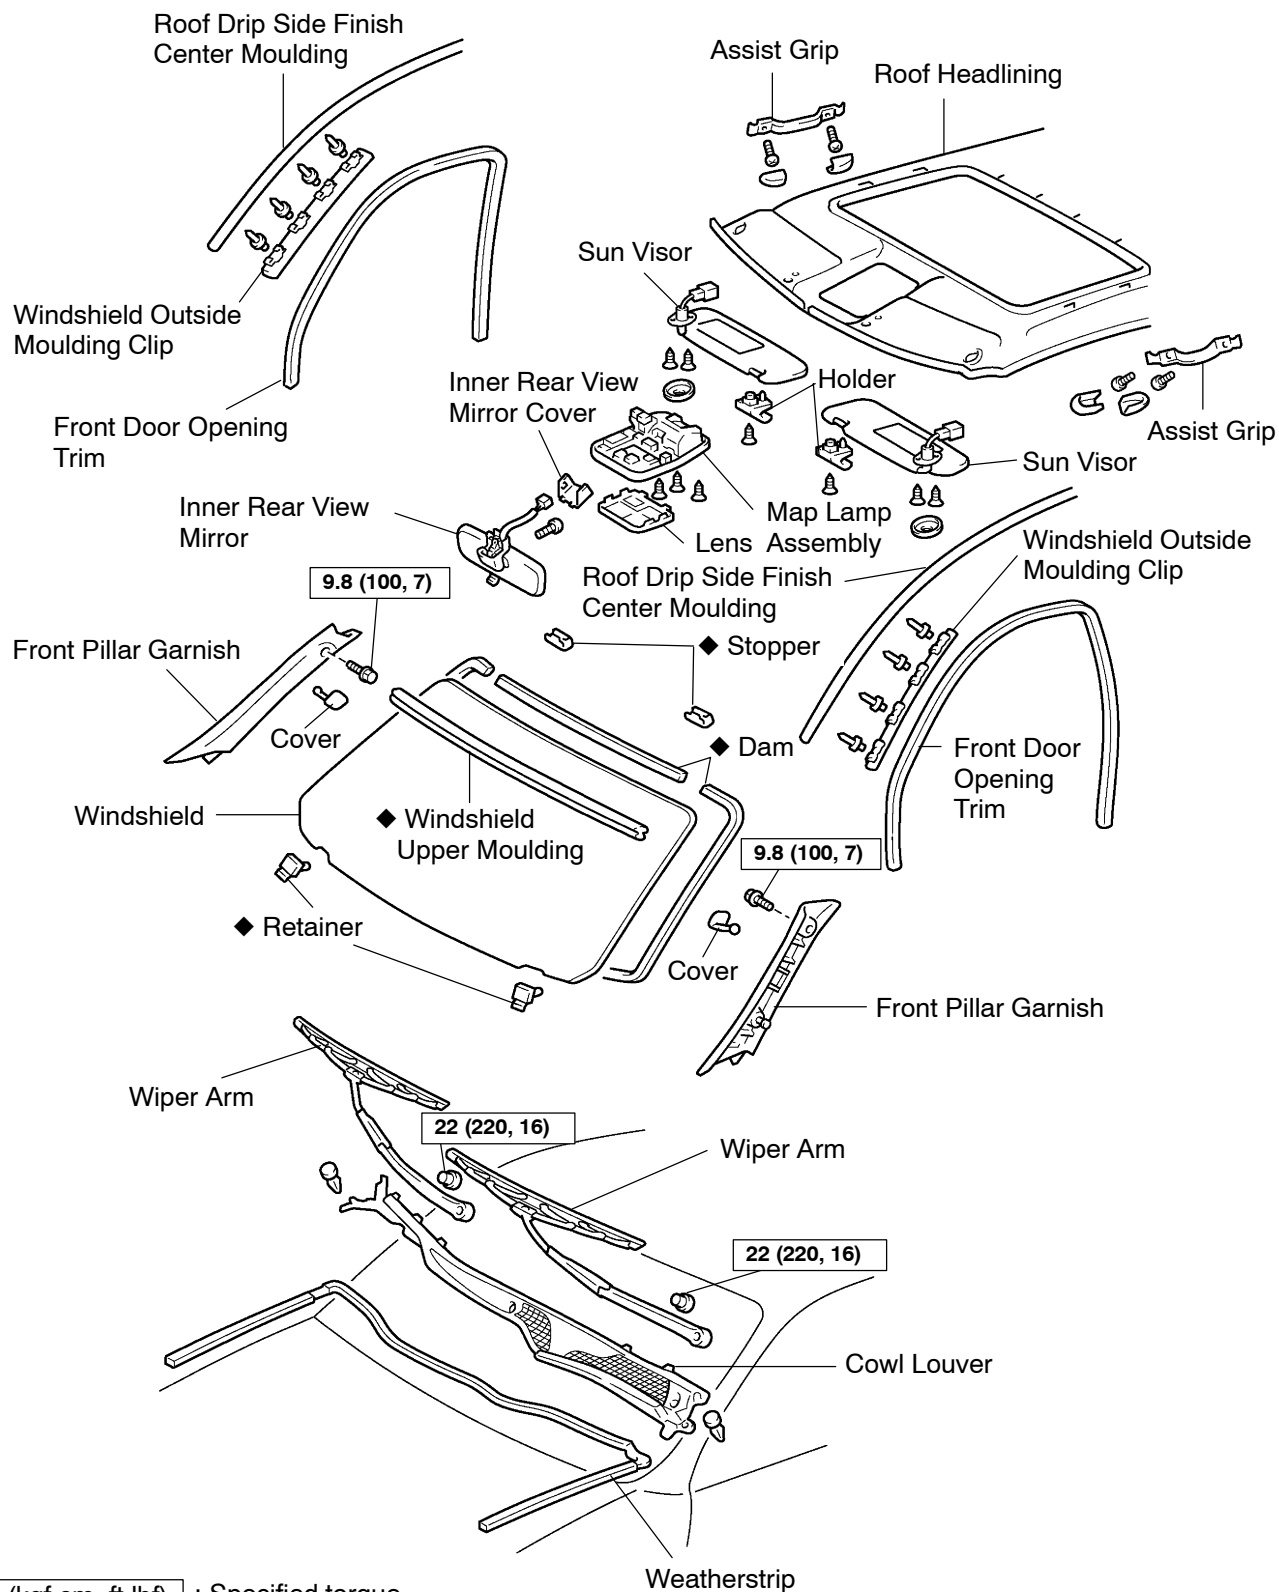 Roof Drip Side Finish
Center Moulding
Assist Grip
Roof Headlining
Sun Visor
Windshield Outside
Moulding Clip
Inner Rear View
Mirror Cover
Holder
Front Door Opening
Trim
Assist Grip
Sun Visor
Inner Rear View
Mirror
Map Lamp
Assembly
Lens
Windshield Outside
Moulding Clip
Roof Drip Side Finish
Center Moulding
9.8 (100, 7)
Front Pillar Garnish
◆ Stopper
Cover
◆ Dam
Front Door
Opening
Trim
Windshield
◆ Windshield
Upper Moulding
9.8 (100, 7)
◆ Retainer
Cover
Front Pillar Garnish
Wiper Arm
22 (220, 16)
Wiper Arm
22 (220, 16)
Cowl Louver
Weatherstrip
: Specified torque